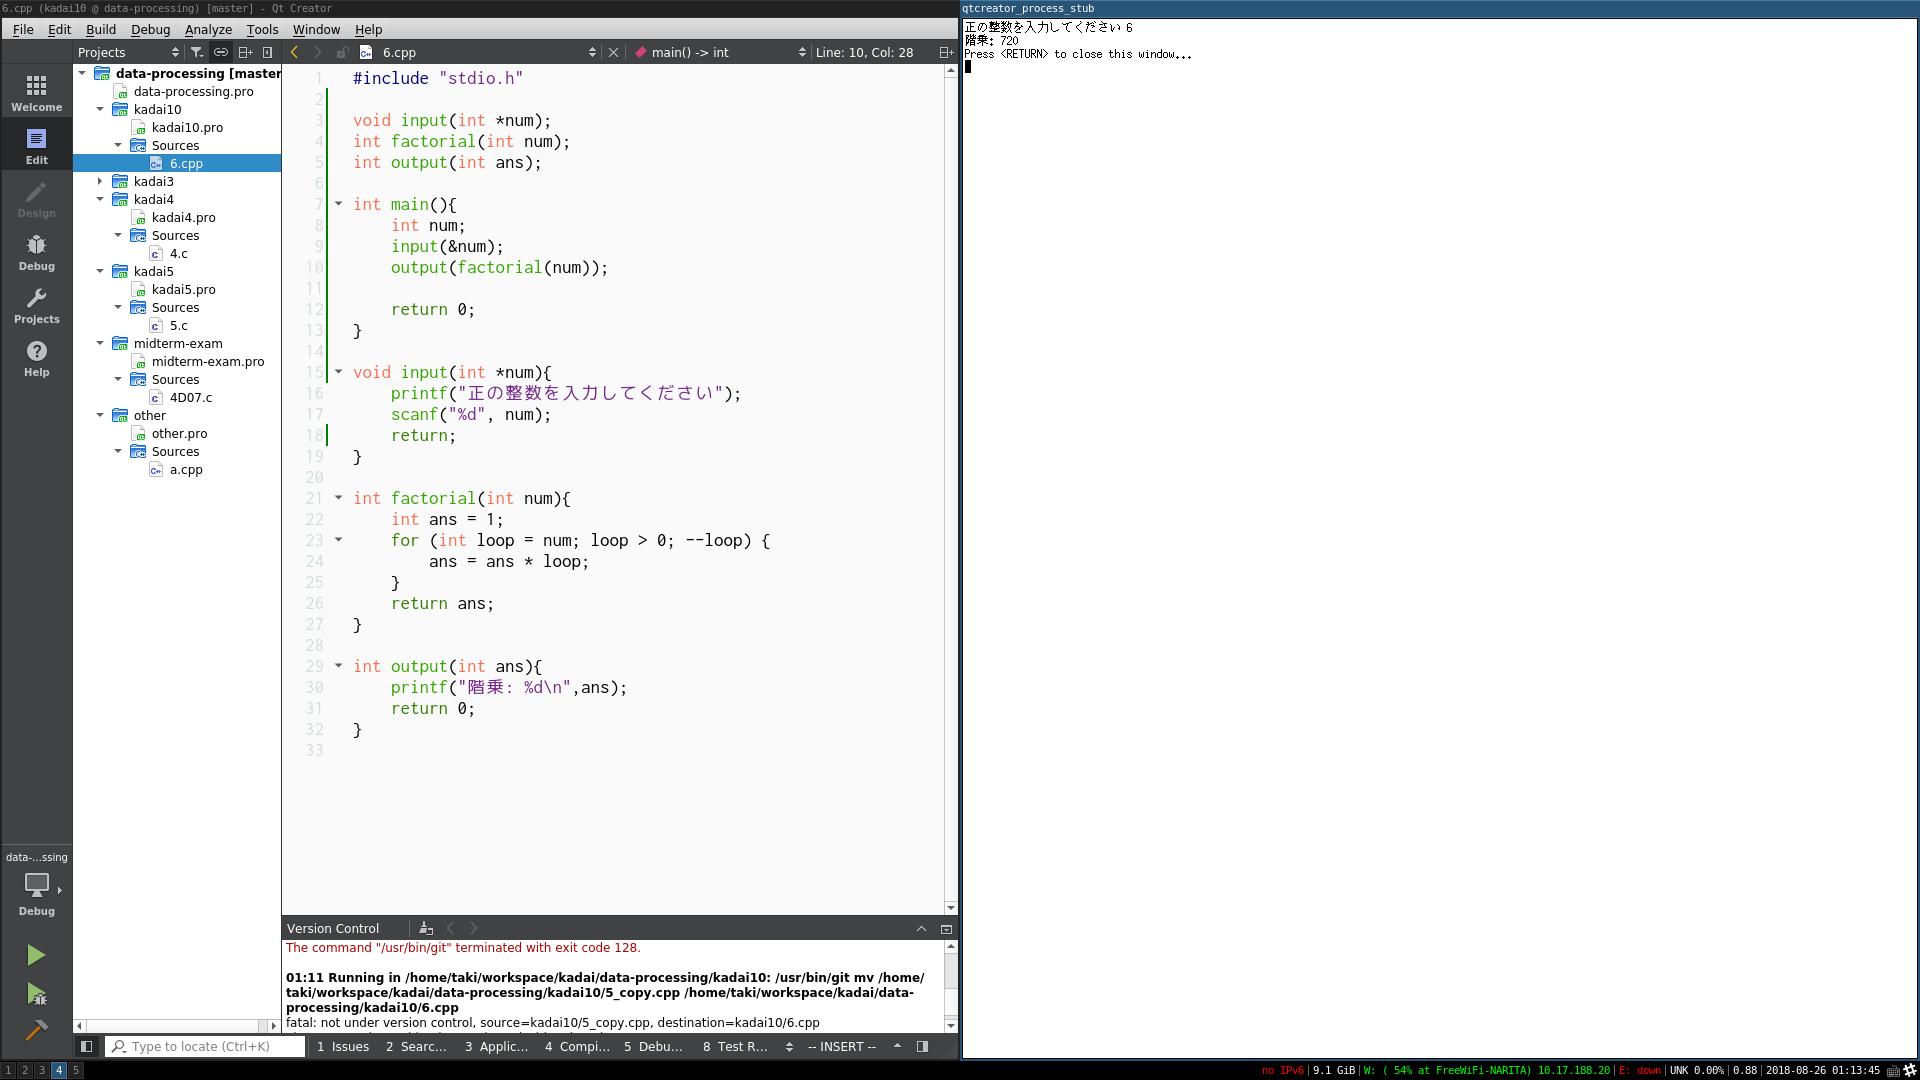 6.cpp (kadai10 @ data-processing) [master] - Qt Creator
qtcreator_process_stub
File Edit Build Debug Analyze Tools Window Help
Projects
6.cpp
main() -> int
Line: 10, Col: 28
Welcome
Edit
Design
Debug
Projects
Help
data-...ssing
Debug
data-processing [master
data-processing.pro
kadai10
kadai10.pro
Sources
6.cpp
kadai3
kadai4
kadai4.pro
Sources
4.c
kadai5
kadai5.pro
Sources
5.c
midterm-exam
midterm-exam.pro
Sources
4D07.c
other
other.pro
Sources
a.cpp
1 #include "stdio.h"
2
3 void input(int *num);
4 int factorial(int num);
5 int output(int ans);
6
7 int main(){
8     int num;
9     input(&num);
10     output(factorial(num));
11
12     return 0;
13 }
14
15 void input(int *num){
16     printf("正の整数を入力してください");
17     scanf("%d", num);
18     return;
19 }
20
21 int factorial(int num){
22     int ans = 1;
23     for (int loop = num; loop > 0; --loop) {
24         ans = ans * loop;
25     }
26     return ans;
27 }
28
29 int output(int ans){
30     printf("階乗: %d\n",ans);
31     return 0;
32 }
33
Version Control
The command "/usr/bin/git" terminated with exit code 128.
01:11 Running in /home/taki/workspace/kadai/data-processing/kadai10: /usr/bin/git mv /home/
taki/workspace/kadai/data-processing/kadai10/5_copy.cpp /home/taki/workspace/kadai/data-
processing/kadai10/6.cpp
fatal: not under version control, source=kadai10/5_copy.cpp, destination=kadai10/6.cpp
Type to locate (Ctrl+K)
1 Issues 2 Searc... 3 Applic... 4 Compi... 5 Debu... 8 Test R... -- INSERT --
正の整数を入力してください 6
階乗: 720
Press <RETURN> to close this window...
1 2 3 4 5
no IPv6 | 9.1 GiB | W: ( 54% at FreeWiFi-NARITA) 10.17.188.20 | E: down | UNK 0.00% | 0.88 | 2018-08-26 01:13:45